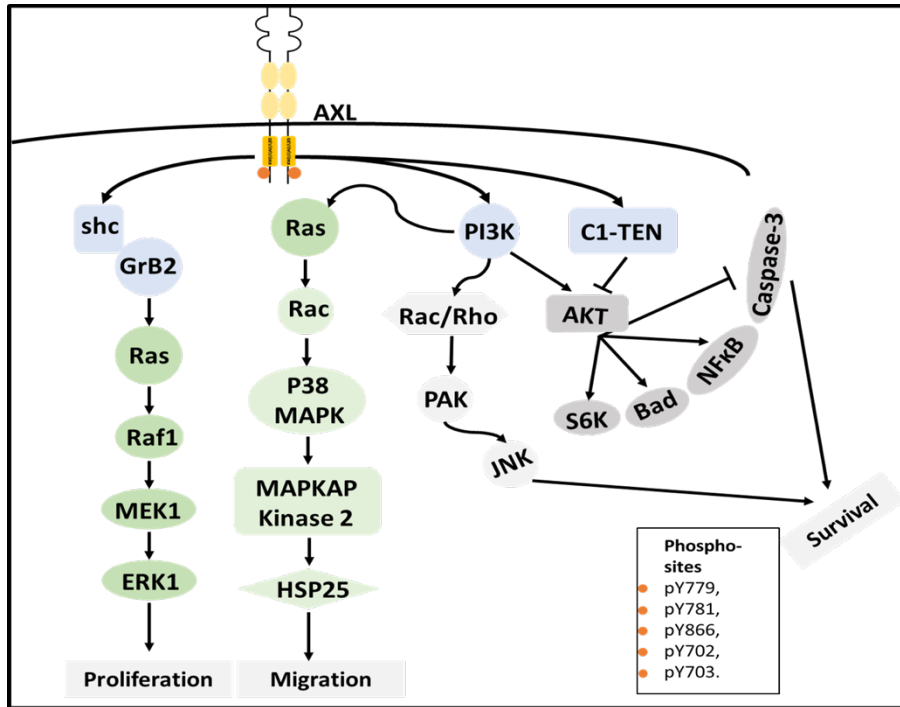 AXL
shc
GrB2
Ras
Raf1
MEK1
ERK1
Proliferation
Ras
Rac
P38
MAPK
MAPKAP
Kinase 2
HSP25
Migration
PI3K
Rac/Rho
PAK
JNK
C1-TEN
AKT
S6K
Bad
NFκB
Caspase-3
Survival
Phospho-
sites
pY779,
pY781,
pY866,
pY702,
pY703.